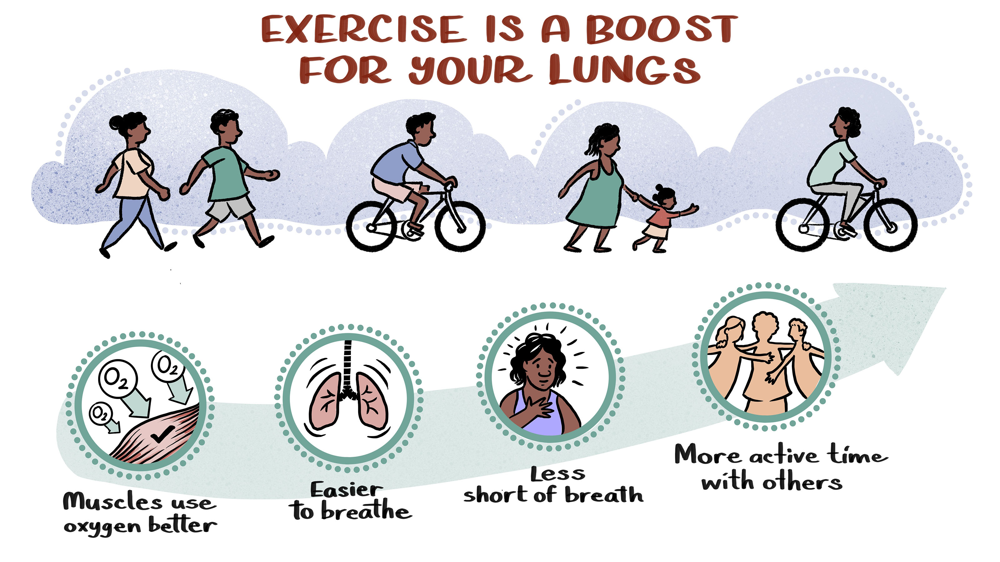 EXERCISE IS A BOOST
FOR YOUR LUNGS
O2
O2
O2
Muscles use
oxygen better
Easier
to breathe
Less
short of breath
More active time
with others